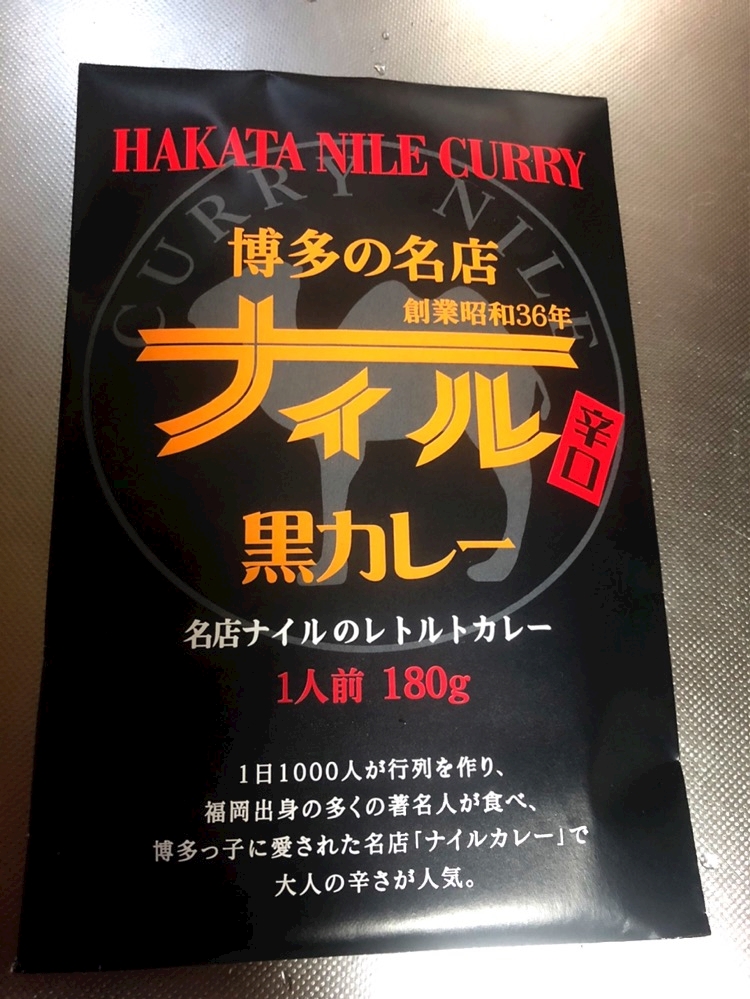 HAKATA NILE CURRY
CURRY NILE
博多の名店
創業昭和36年
ナイル
辛口
黒カレー
名店ナイルのレトルトカレー
1人前 180g
1日1000人が行列を作り、
福岡出身の多くの著名人が食べ、
博多っ子に愛された名店「ナイルカレー」で
大人の辛さが人気。